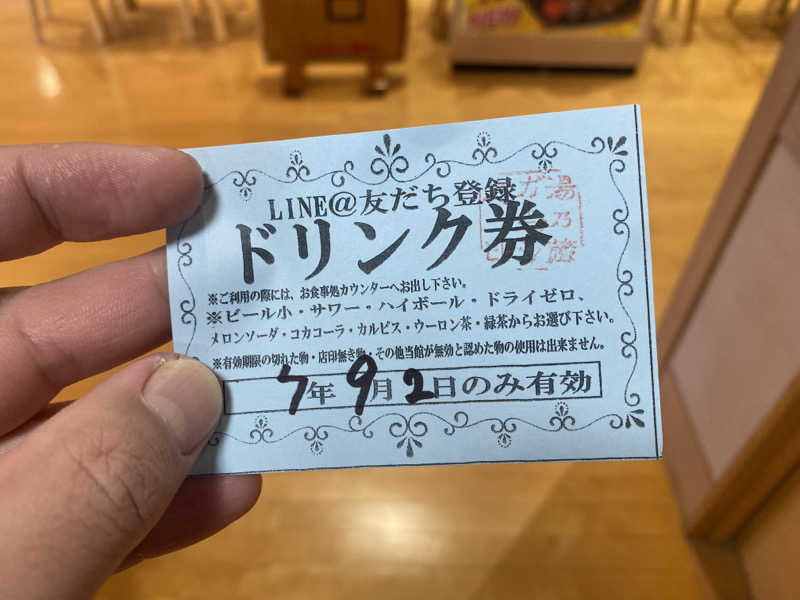 LINE@友だち登録
ドリンク券
※ご利用の際には、お食事処カウンターへお出し下さい。
※ビール小・サワー・ハイボール・ドライゼロ、
メロンソーダ・コカコーラ・カルピス・ウーロン茶・緑茶からお選び下さい。
※有効期限の切れた物・店印無き物・その他当館が無効と認めた物の使用は出来ません。
7年9月2日のみ有効
湯乃